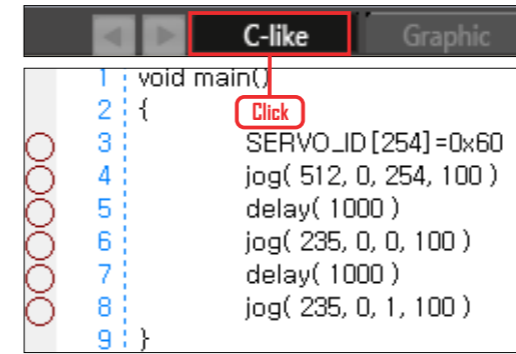 C-like Graphic
1 void main()
2 {
Click
3 SERVO_ID[254]=0x60
4 jog( 512, 0, 254, 100 )
5 delay( 1000 )
6 jog( 235, 0, 0, 100 )
7 delay( 1000 )
8 jog( 235, 0, 1, 100 )
9 }